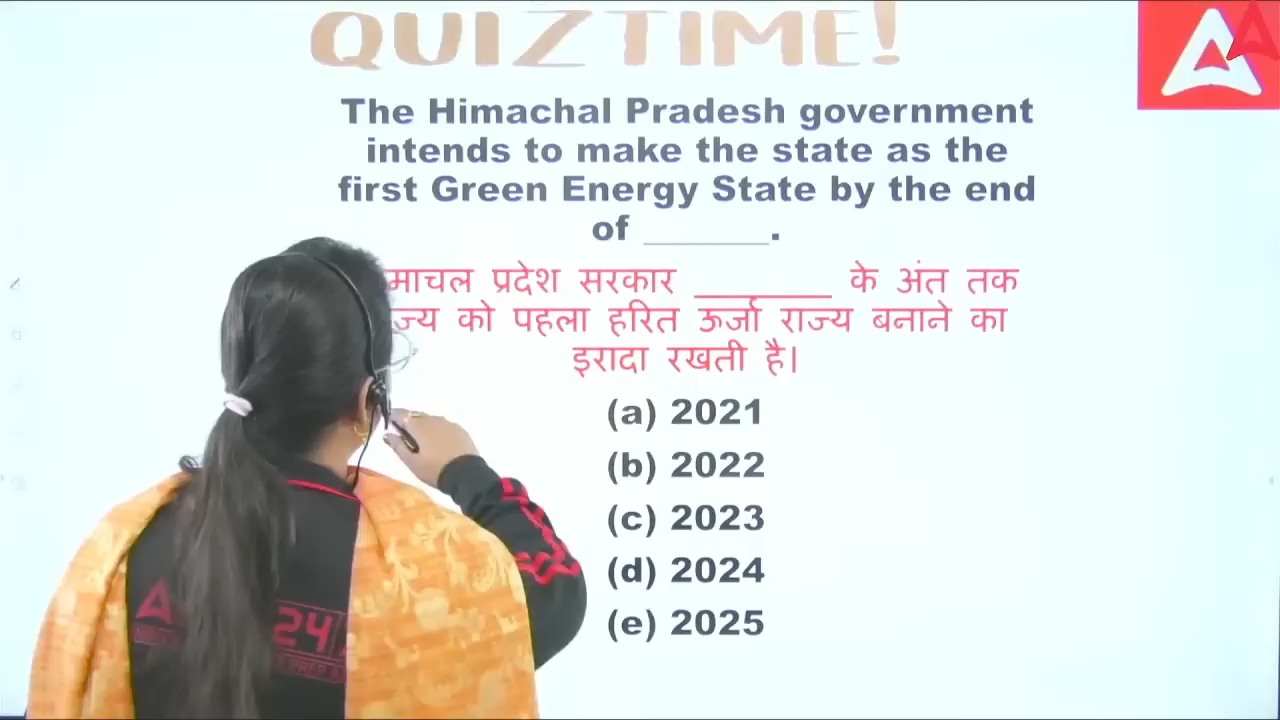 QUIZTIME!
The Himachal Pradesh government
intends to make the state as the
first Green Energy State by the end
of _______.
प्रदेश सरकार ________ के अंत तक
को पहला हरित ऊर्जा राज्य बनाने का
इरादा रखती है।
(a) 2021
(b) 2022
(c) 2023
(d) 2024
(e) 2025
24